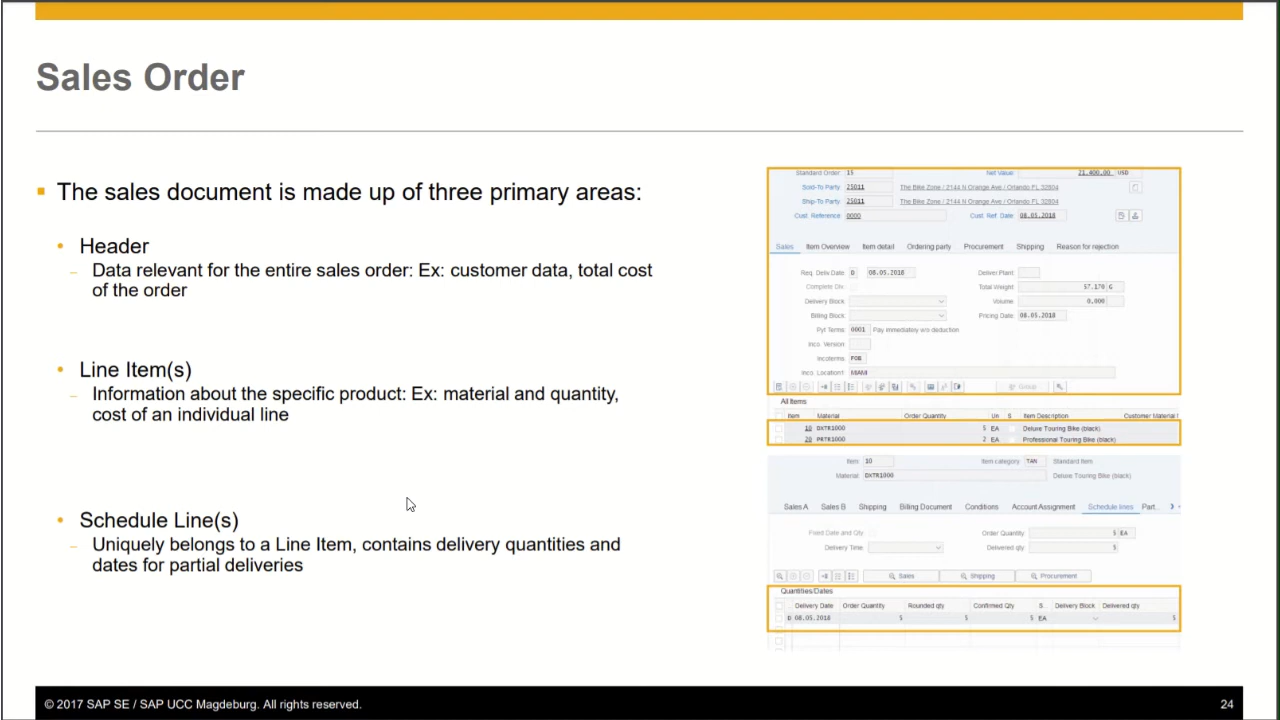 Sales Order
The sales document is made up of three primary areas:
Header
Data relevant for the entire sales order: Ex: customer data, total cost
of the order
Line Item(s)
Information about the specific product: Ex: material and quantity,
cost of an individual line
Schedule Line(s)
Uniquely belongs to a Line Item, contains delivery quantities and
dates for partial deliveries
Standard Order: 15 Net Value: 21.400,00 USD
Sold-To Party: 25011 The Bike Zone / 2144 N Orange Ave / Orlando FL 32804
Ship-To Party: 25011 The Bike Zone / 2144 N Orange Ave / Orlando FL 32804
Cust. Reference: 0000 Cust. Ref. Date: 08.05.2018
Sales Item Overview Item detail Ordering party Procurement Shipping Reason for rejection
Req. Deliv.Date: D 08.05.2018 Deliver.Plant:
Complete Dlv.: Total Weight: 57.170 G
Delivery Block: Volume: 0,000
Billing Block: Pricing Date: 08.05.2018
Pyt Terms: 0001 Pay immediately w/o deduction
Inco. Version:
Incoterms: FOB
Inco. Location1: MIAMI
Group
All Items
Item Material Order Quantity Un S Item Description Customer Material
10 DXTR1000 5 EA Deluxe Touring Bike (black)
20 PRTR1000 2 EA Professional Touring Bike (black)
Item: 10 Item category: TAN Standard Item
Material: DXTR1000 Deluxe Touring Bike (black)
Sales A Sales B Shipping Billing Document Conditions Account Assignment Schedule lines Part...
Fixed Date and Qty: Order Quantity: 5 EA
Delivery Time: Delivered qty: 5
Sales Shipping Procurement
Quantities/Dates
Delivery Date Order Quantity Rounded qty Confirmed Qty S.. Delivery Block Delivered qty
D 08.05.2018 5 5 5 EA 5
© 2017 SAP SE / SAP UCC Magdeburg. All rights reserved. 24